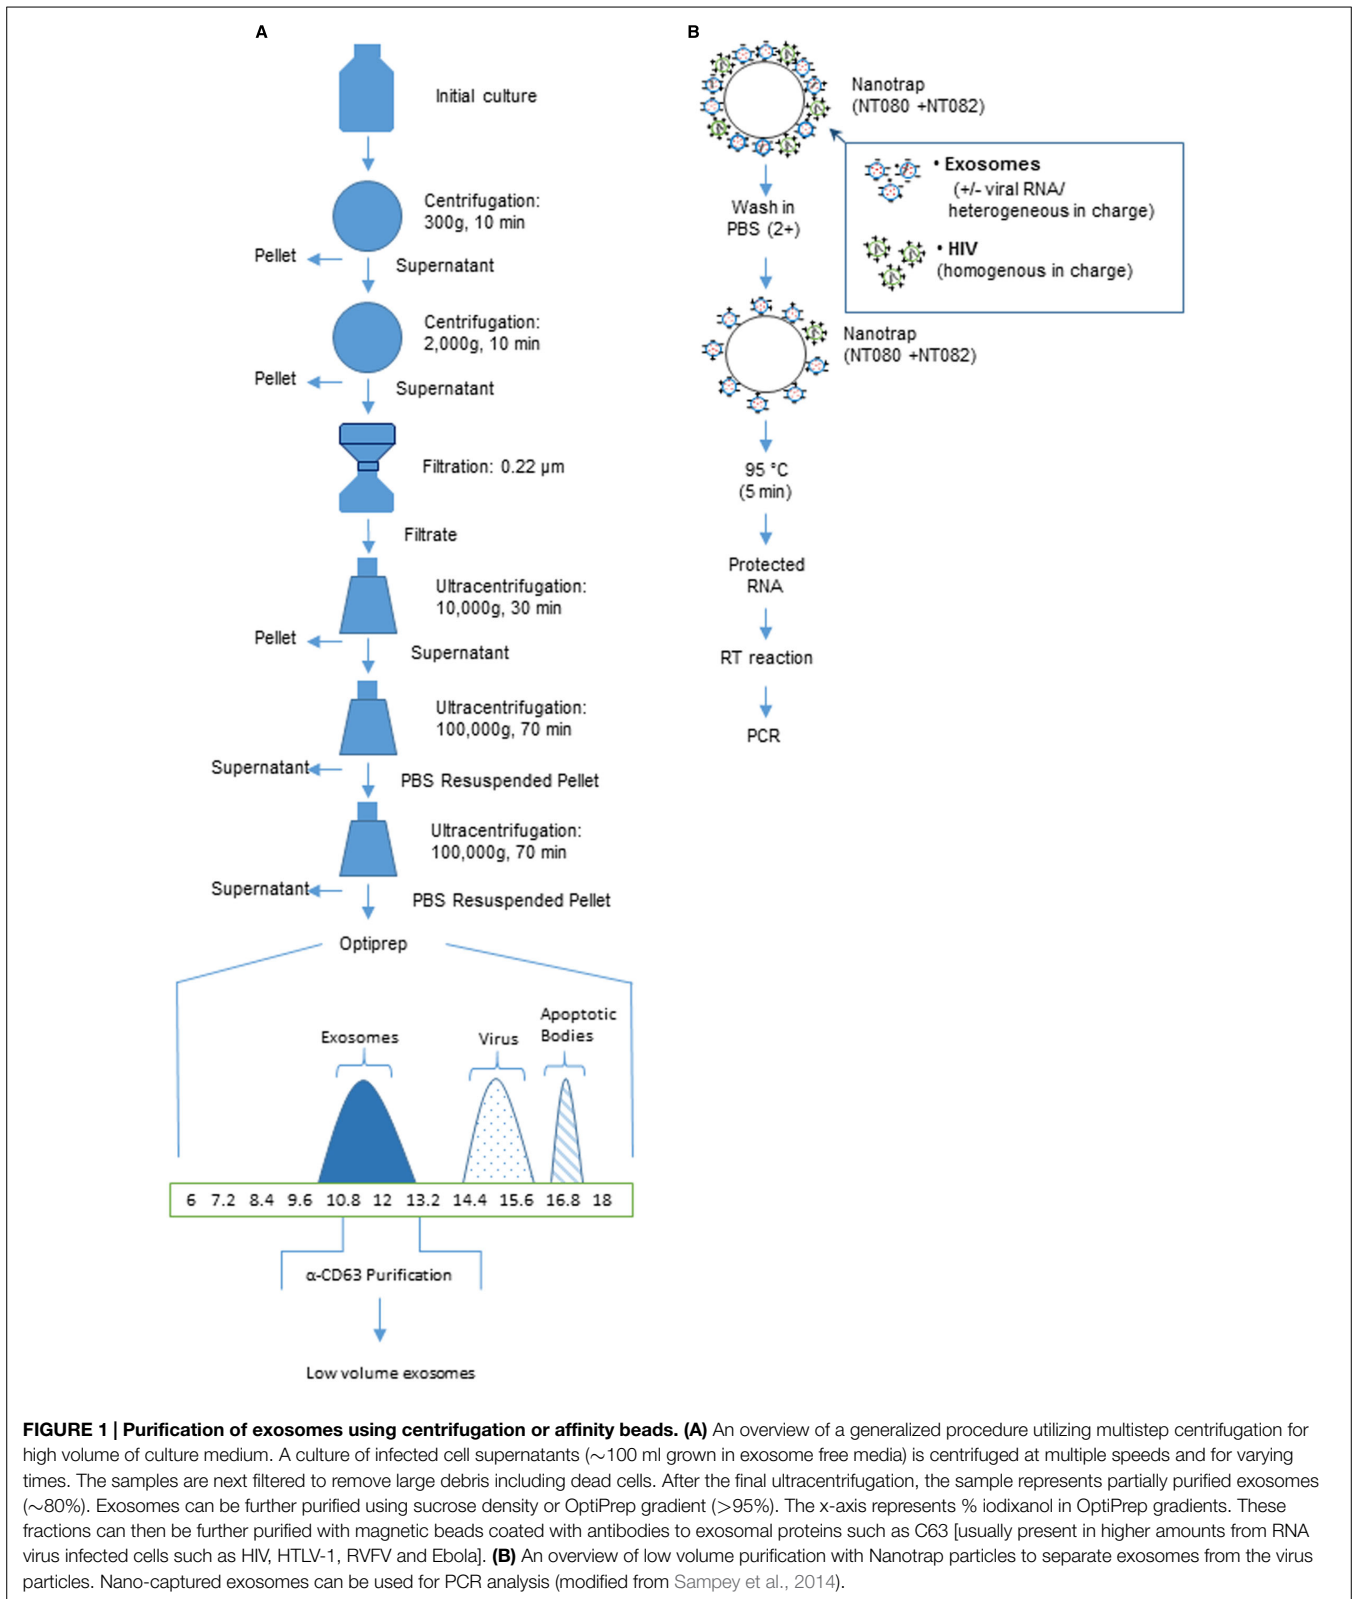 A
Initial culture
Centrifugation:
300g, 10 min
Pellet
Supernatant
Centrifugation:
2,000g, 10 min
Pellet
Supernatant
Filtration: 0.22 µm
Filtrate
Ultracentrifugation:
10,000g, 30 min
Pellet
Supernatant
Ultracentrifugation:
100,000g, 70 min
Supernatant
PBS Resuspended Pellet
Ultracentrifugation:
100,000g, 70 min
Supernatant
PBS Resuspended Pellet
Optiprep
Exosomes
Virus
Apoptotic
Bodies
6 7.2 8.4 9.6 10.8 12 13.2 14.4 15.6 16.8 18
α-CD63 Purification
Low volume exosomes
B
Nanotrap
(NT080 +NT082)
• Exosomes
(+/- viral RNA/
heterogeneous in charge)
• HIV
(homogenous in charge)
Wash in
PBS (2+)
Nanotrap
(NT080 +NT082)
95 °C
(5 min)
Protected
RNA
RT reaction
PCR
FIGURE 1 | Purification of exosomes using centrifugation or affinity beads. (A) An overview of a generalized procedure utilizing multistep centrifugation for
high volume of culture medium. A culture of infected cell supernatants (∼100 ml grown in exosome free media) is centrifuged at multiple speeds and for varying
times. The samples are next filtered to remove large debris including dead cells. After the final ultracentrifugation, the sample represents partially purified exosomes
(∼80%). Exosomes can be further purified using sucrose density or OptiPrep gradient (>95%). The x-axis represents % iodixanol in OptiPrep gradients. These
fractions can then be further purified with magnetic beads coated with antibodies to exosomal proteins such as C63 [usually present in higher amounts from RNA
virus infected cells such as HIV, HTLV-1, RVFV and Ebola]. (B) An overview of low volume purification with Nanotrap particles to separate exosomes from the virus
particles. Nano-captured exosomes can be used for PCR analysis (modified from Sampey et al., 2014).